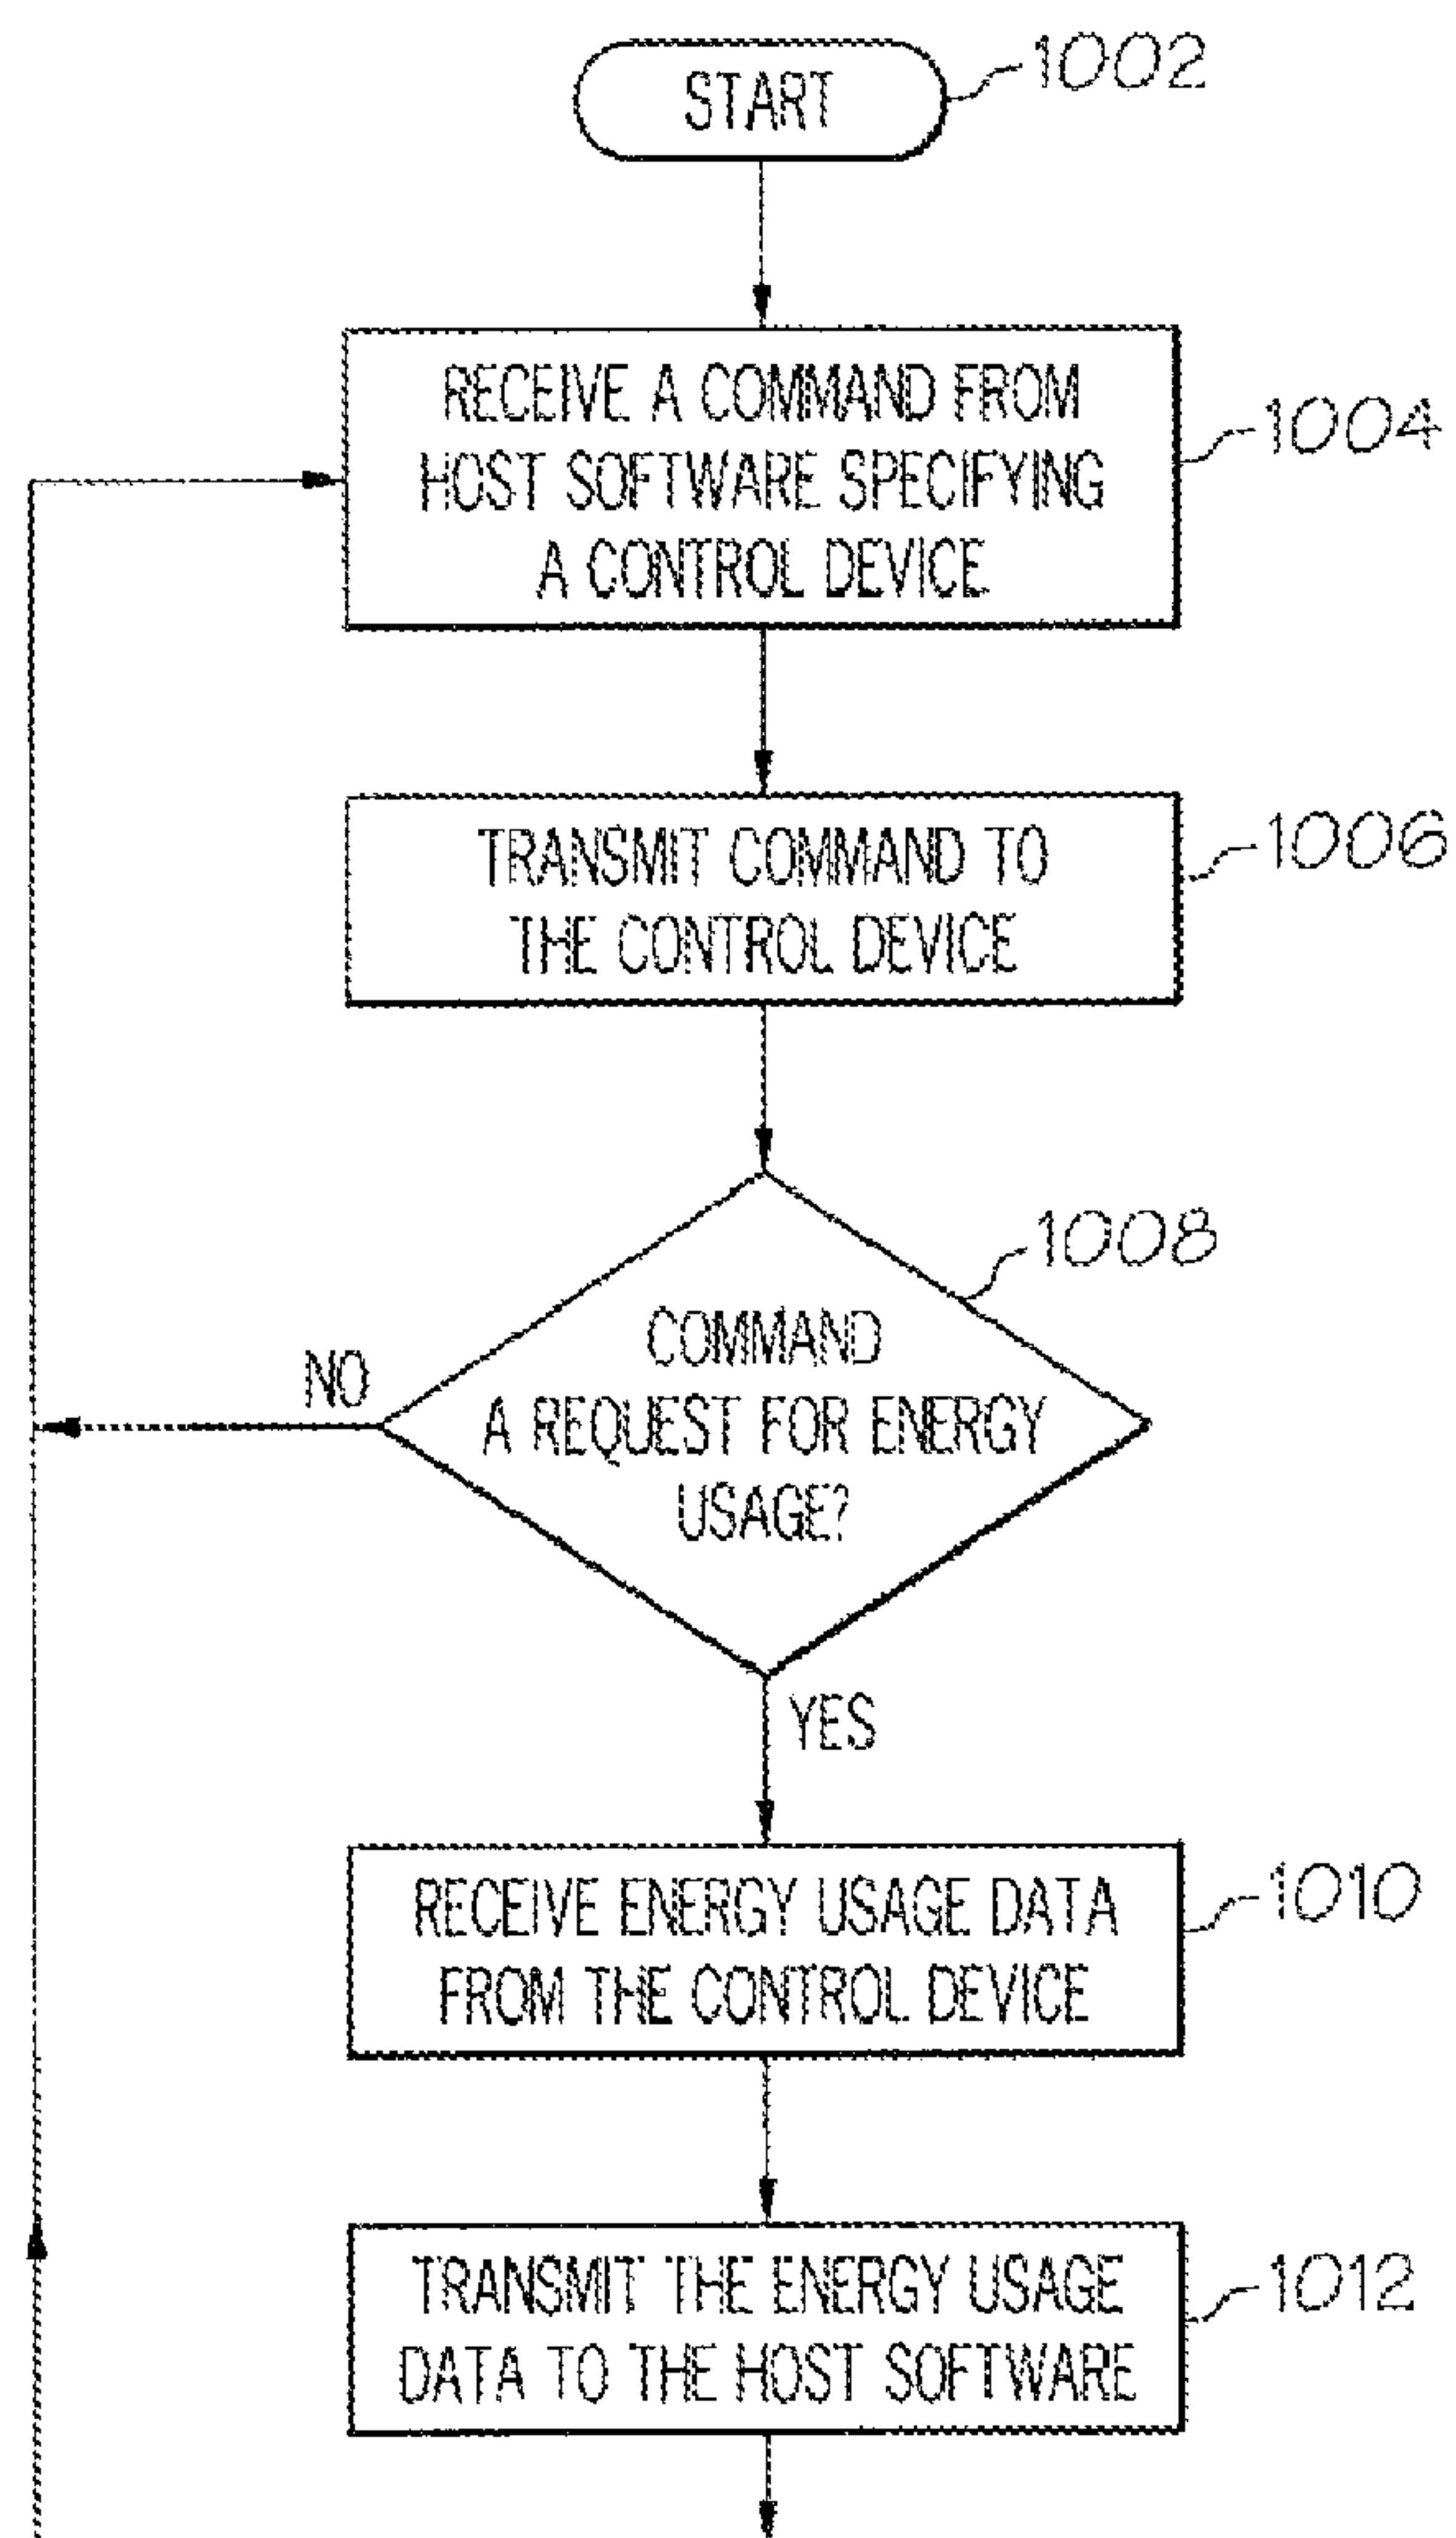 START
1002
RECEIVE A COMMAND FROM
HOST SOFTWARE SPECIFYING
A CONTROL DEVICE
1004
TRANSMIT COMMAND TO
THE CONTROL DEVICE
1006
1008
COMMAND
A REQUEST FOR ENERGY
USAGE?
NO
YES
RECEIVE ENERGY USAGE DATA
FROM THE CONTROL DEVICE
1010
TRANSMIT THE ENERGY USAGE
DATA TO THE HOST SOFTWARE
1012